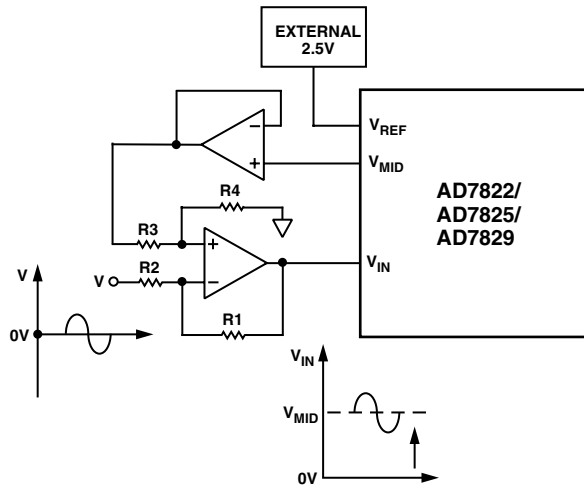 EXTERNAL
2.5V
VREF
VMID
AD7822/
AD7825/
AD7829
R4
R3
R2
V
VIN
R1
V
0V
VIN
VMID
0V
−
+
+
−